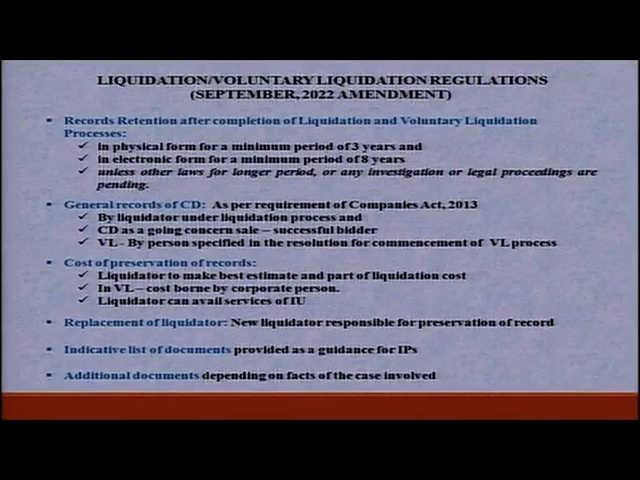 LIQUIDATION/VOLUNTARY LIQUIDATION REGULATIONS
(SEPTEMBER, 2022 AMENDMENT)
▪ Records Retention after completion of Liquidation and Voluntary Liquidation
Processes:
✓ in physical form for a minimum period of 3 years and
✓ in electronic form for a minimum period of 8 years
✓ unless other laws for longer period, or any investigation or legal proceedings are
pending.
▪ General records of CD: As per requirement of Companies Act, 2013
✓ By liquidator under liquidation process and
✓ CD as a going concern sale – successful bidder
✓ VL - By person specified in the resolution for commencement of VL process
▪ Cost of preservation of records:
✓ Liquidator to make best estimate and part of liquidation cost
✓ In VL – cost borne by corporate person.
✓ Liquidator can avail services of IU
▪ Replacement of liquidator: New liquidator responsible for preservation of record
▪ Indicative list of documents provided as a guidance for IPs
▪ Additional documents depending on facts of the case involved